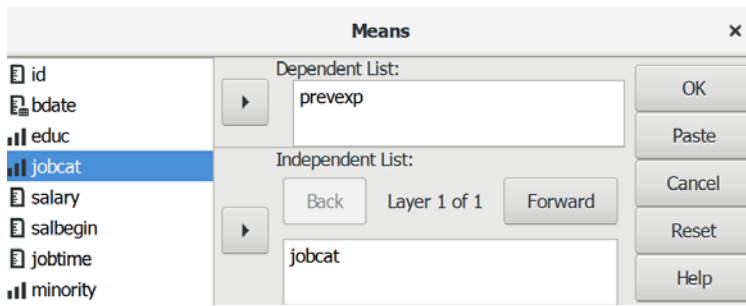 Means
id
bdate
educ
jobcat
salary
salbegin
jobtime
minority
Dependent List:
prevexp
Independent List:
Back Layer 1 of 1 Forward
jobcat
OK
Paste
Cancel
Reset
Help